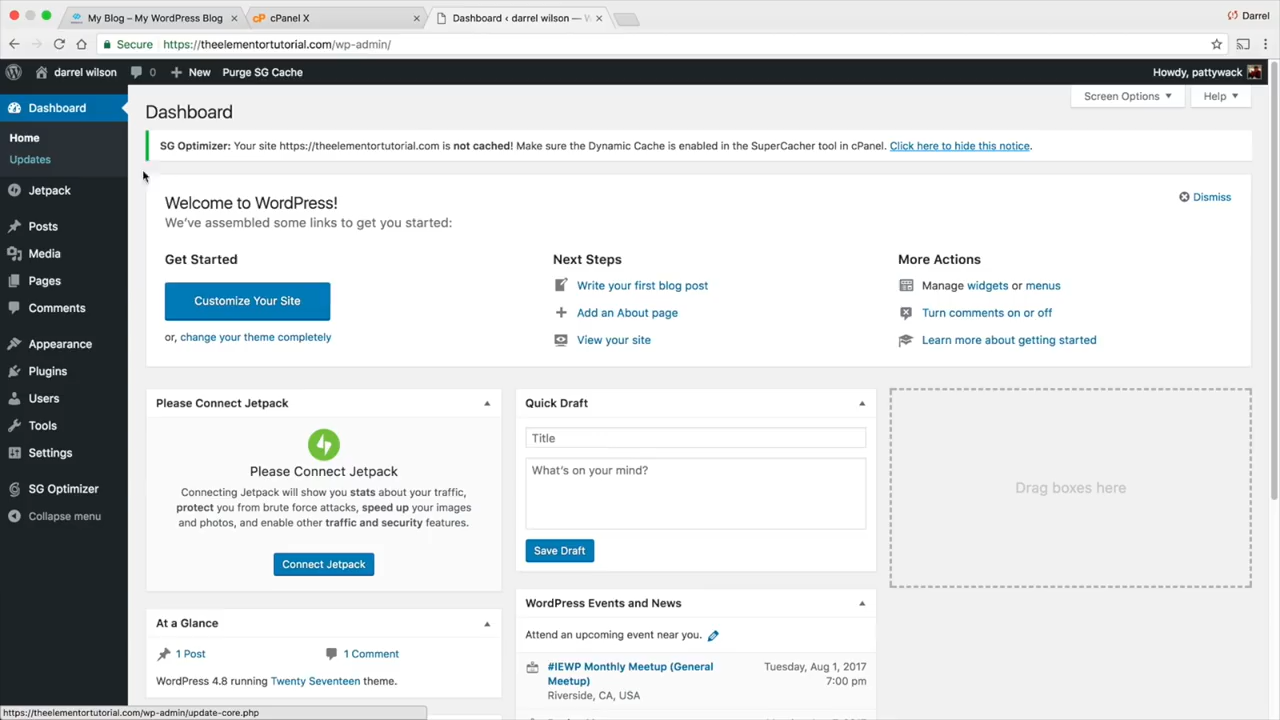 My Blog – My WordPress Blog
cPanel X
Dashboard ‹ darrel wilson —
Darrel
Secure https://theelementortutorial.com/wp-admin/
darrel wilson 0 New Purge SG Cache
Howdy, pattywack
Dashboard
Home
Updates
Jetpack
Posts
Media
Pages
Comments
Appearance
Plugins
Users
Tools
Settings
SG Optimizer
Collapse menu
Screen Options
Help
Dashboard
SG Optimizer: Your site https://theelementortutorial.com is not cached! Make sure the Dynamic Cache is enabled in the SuperCacher tool in cPanel. Click here to hide this notice.
Welcome to WordPress!
We've assembled some links to get you started:
Dismiss
Get Started
Customize Your Site
or, change your theme completely
Next Steps
Write your first blog post
Add an About page
View your site
More Actions
Manage widgets or menus
Turn comments on or off
Learn more about getting started
Please Connect Jetpack
Please Connect Jetpack
Connecting Jetpack will show you stats about your traffic,
protect you from brute force attacks, speed up your images
and photos, and enable other traffic and security features.
Connect Jetpack
At a Glance
1 Post
1 Comment
WordPress 4.8 running Twenty Seventeen theme.
Quick Draft
Title
What's on your mind?
Save Draft
WordPress Events and News
Attend an upcoming event near you.
#IEWP Monthly Meetup (General
Meetup)
Riverside, CA, USA
Tuesday, Aug 1, 2017
7:00 pm
Drag boxes here
https://theelementortutorial.com/wp-admin/update-core.php